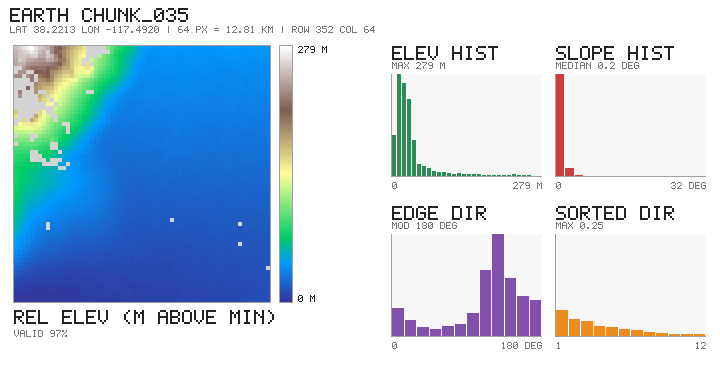 EARTH CHUNK_035
LAT 38.2213 LON -117.4920 | 64 PX = 12.81 KM | ROW 352 COL 64
279 M
0 M
REL ELEV (M ABOVE MIN)
VALID 97%
ELEV HIST
MAX 279 M
0 279 M
SLOPE HIST
MEDIAN 0.2 DEG
0 32 DEG
EDGE DIR
MOD 180 DEG
0 180 DEG
SORTED DIR
MAX 0.25
1 12